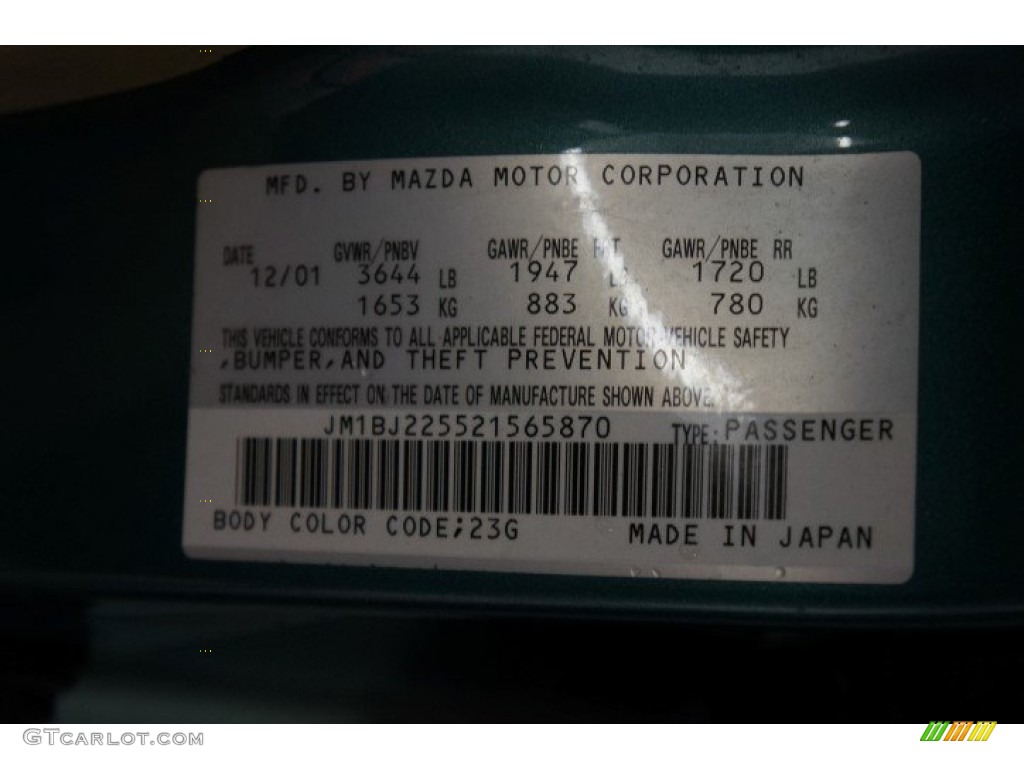 MFD. BY MAZDA MOTOR CORPORATION
DATE GVWR/PNBV GAWR/PNBE FRT GAWR/PNBE RR
12/01 3644 LB 1947 LB 1720 LB
1653 KG 883 KG 780 KG
THIS VEHICLE CONFORMS TO ALL APPLICABLE FEDERAL MOTOR VEHICLE SAFETY
,BUMPER,AND THEFT PREVENTION
STANDARDS IN EFFECT ON THE DATE OF MANUFACTURE SHOWN ABOVE.
JM1BJ225521565870 TYPE:PASSENGER
BODY COLOR CODE;23G MADE IN JAPAN
GTCARLOT.COM